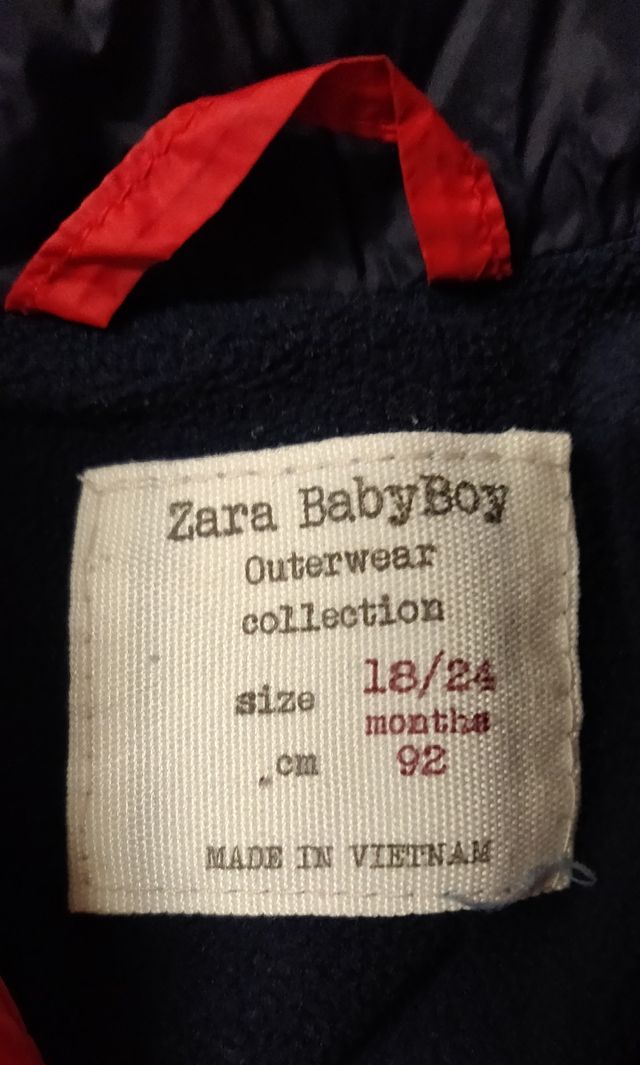 Zara BabyBoy
Outerwear
collection
size 18/24
months
cm 92
MADE IN VIETNAM